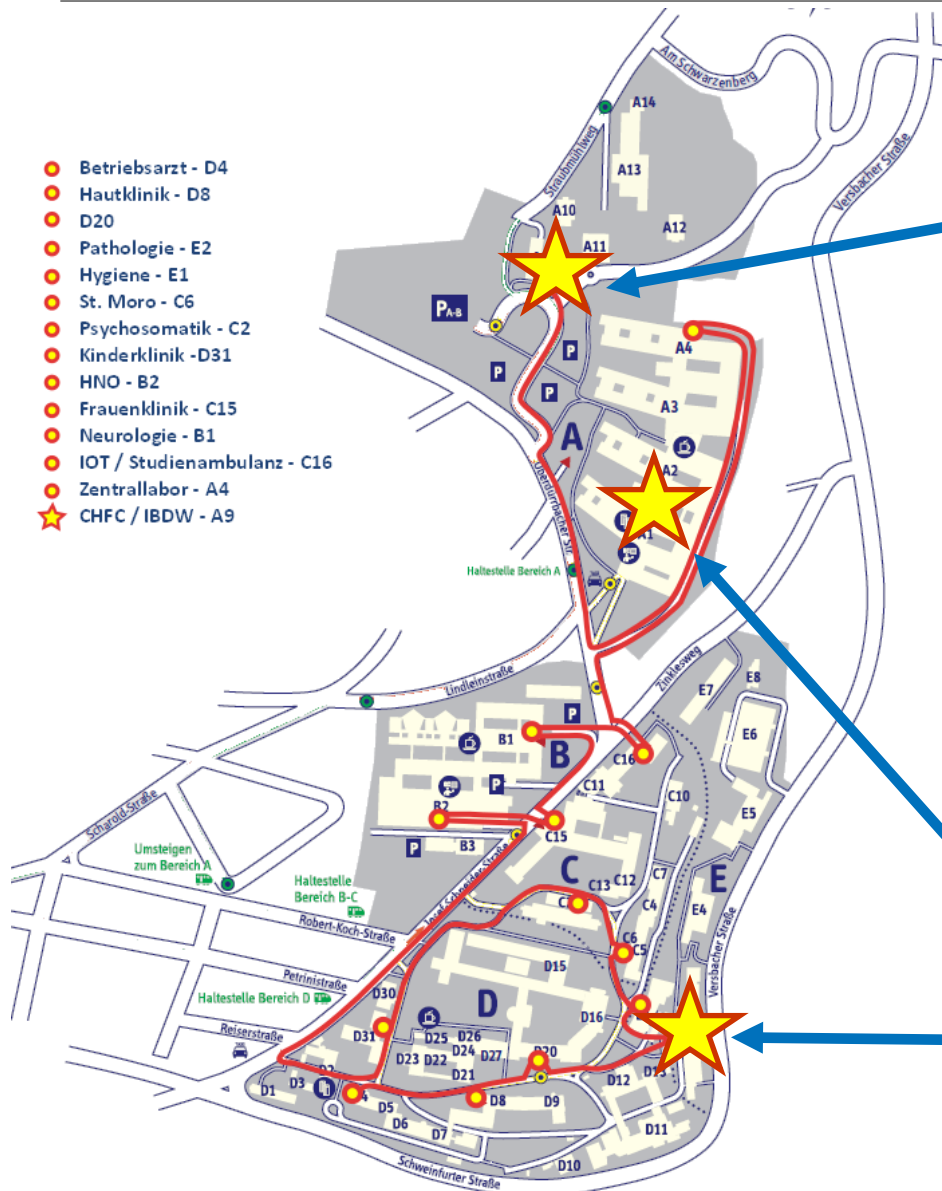 Betriebsarzt - D4
Hautklinik - D8
D20
Pathologie - E2
Hygiene - E1
St. Moro - C6
Psychosomatik - C2
Kinderklinik -D31
HNO - B2
Frauenklinik - C15
Neurologie - B1
IOT / Studienambulanz - C16
Zentrallabor - A4
CHFC / IBDW - A9
Am Schwarzenberg
Straubmühlweg
Versbacher Straße
A14
A13
A10
A12
A11
PA-B
P
P
P
A4
A3
A
A2
A1
Oberdürrbacher Str.
Haltestelle Bereich A
TAXI
Lindleinstraße
Zinklesweg
E7
E8
E6
E5
P
B1
B
C16
P
C11
C10
B2
C15
P
B3
Scharold-Straße
Umsteigen
zum Bereich A
Haltestelle
Bereich B-C
Josef-Schneider-Straße
C
C13
C12
C7
E
C4
E4
Robert-Koch-Straße
C6
C5
Versbacher Straße
Petrinistraße
D15
Haltestelle Bereich D
D30
D
D16
Reiserstraße
TAXI
D31
D25
D26
D23
D24
D22
D27
D20
D21
D12
D13
D1
D3
D2
D5
D8
D9
D6
D7
D11
D10
Schweinfurter Straße